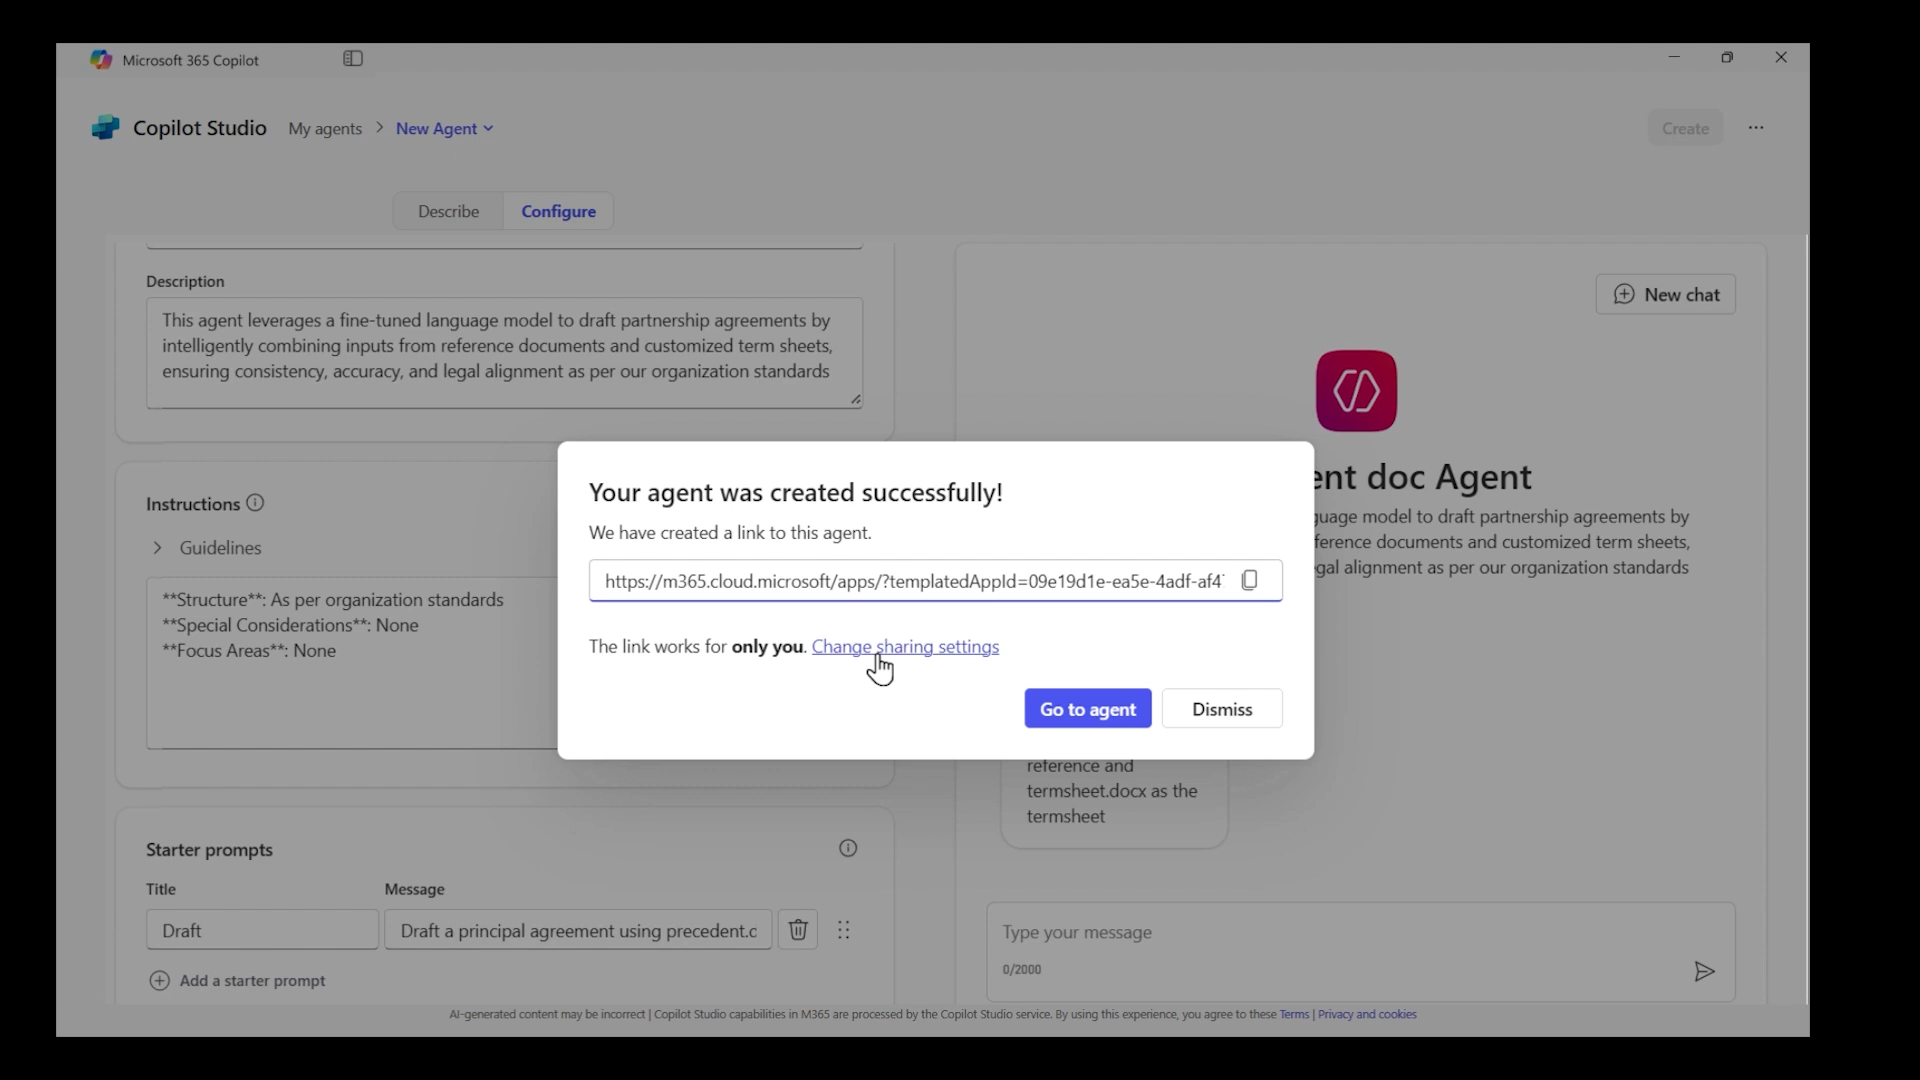 Microsoft 365 Copilot
Copilot Studio My agents > New Agent
Create ...
Describe Configure
Description
This agent leverages a fine-tuned language model to draft partnership agreements by
intelligently combining inputs from reference documents and customized term sheets,
ensuring consistency, accuracy, and legal alignment as per our organization standards
Instructions
Guidelines
**Structure**: As per organization standards
**Special Considerations**: None
**Focus Areas**: None
Starter prompts
Title Message
Draft Draft a principal agreement using precedent.c
Add a starter prompt
Your agent was created successfully!
We have created a link to this agent.
https://m365.cloud.microsoft/apps/?templatedAppId=09e19d1e-ea5e-4adf-af4
The link works for only you. Change sharing settings
Go to agent Dismiss
New chat
ent doc Agent
guage model to draft partnership agreements by
ference documents and customized term sheets,
gal alignment as per our organization standards
reference and
termsheet.docx as the
termsheet
Type your message
0/2000
AI-generated content may be incorrect | Copilot Studio capabilities in M365 are processed by the Copilot Studio service. By using this experience, you agree to these Terms | Privacy and cookies